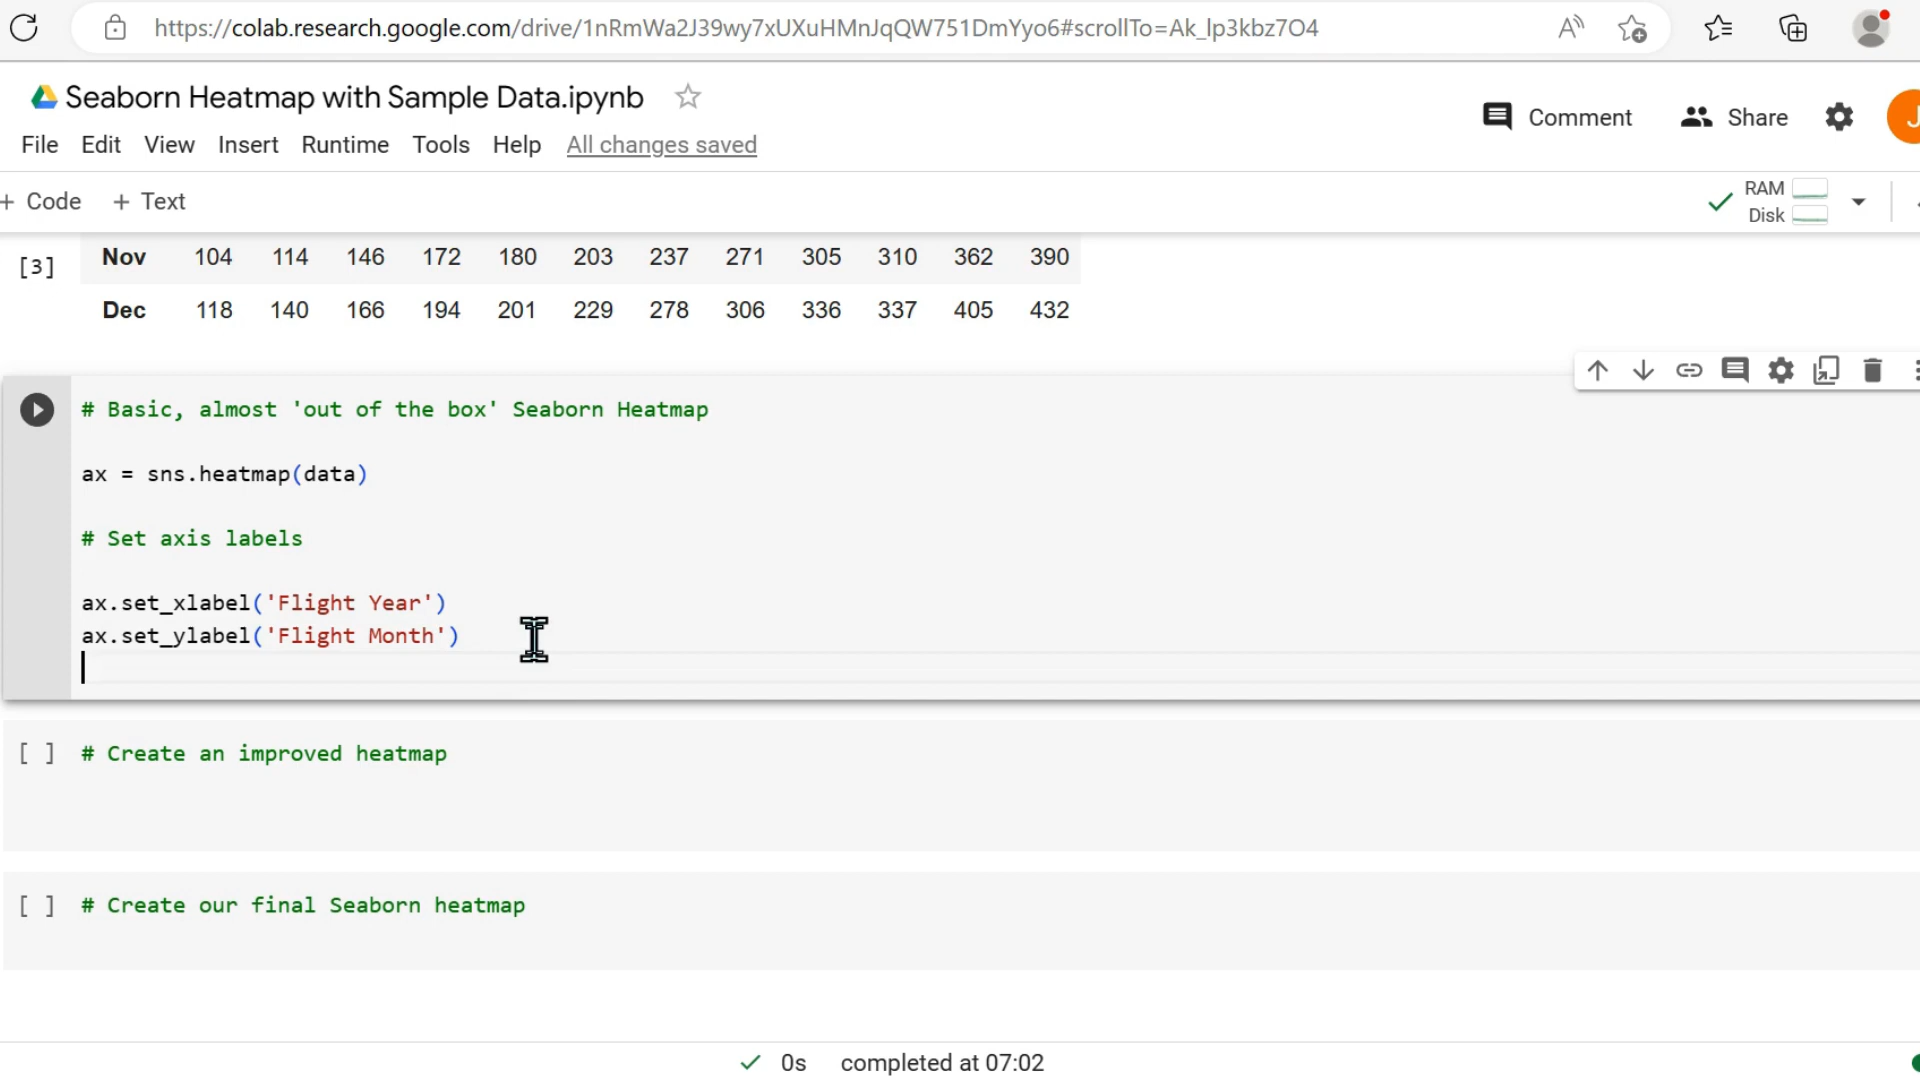 https://colab.research.google.com/drive/1nRmWa2J39wy7xUXuHMnJqQW751DmYyo6#scrollTo=Ak_lp3kbz7O4
Seaborn Heatmap with Sample Data.ipynb
Comment Share J
File Edit View Insert Runtime Tools Help All changes saved
+ Code + Text
RAM
Disk
[3] Nov 104 114 146 172 180 203 237 271 305 310 362 390
Dec 118 140 166 194 201 229 278 306 336 337 405 432
# Basic, almost 'out of the box' Seaborn Heatmap
ax = sns.heatmap(data)
# Set axis labels
ax.set_xlabel('Flight Year')
ax.set_ylabel('Flight Month')
[ ] # Create an improved heatmap
[ ] # Create our final Seaborn heatmap
0s completed at 07:02